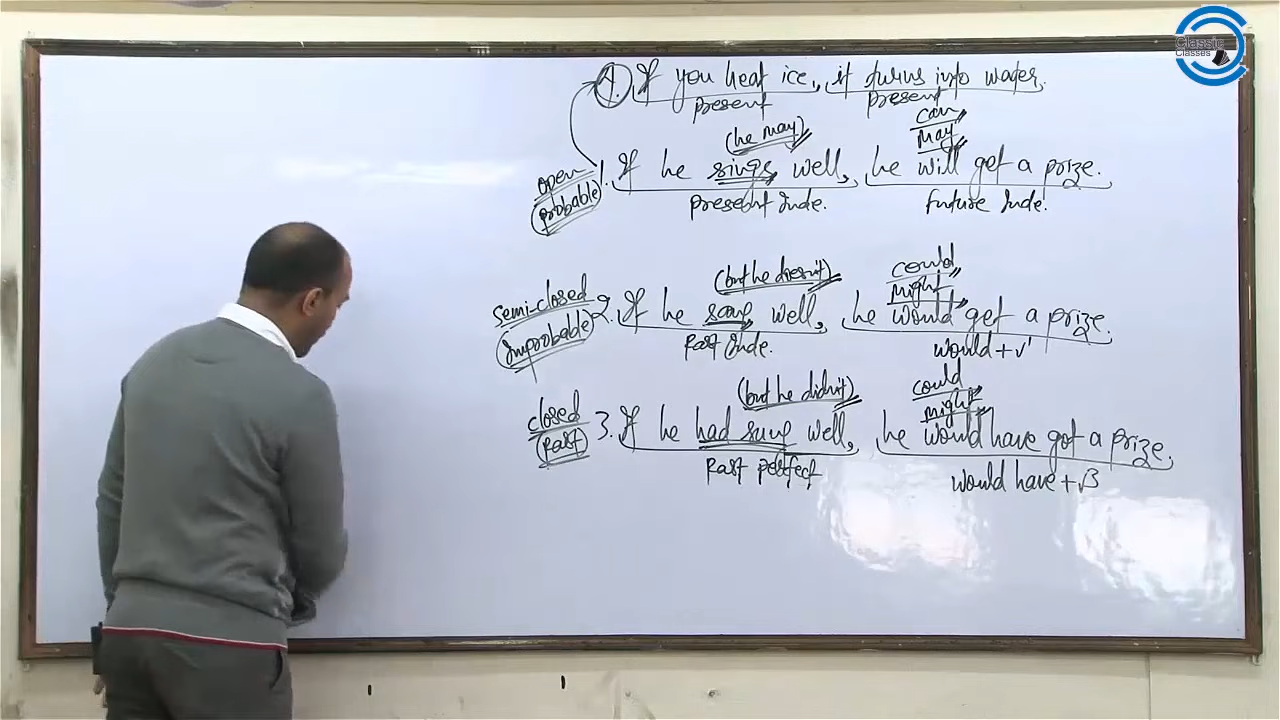 4. If you heat ice, it turns into water.
present present
(he may) can
may
open 1. If he sings well, he will get a prize.
(probable) present Inde. future Inde.
(but he doesn't) could
might
semi-closed 2. If he sang well, he would get a prize.
(Improbable) Past Inde. would + v1
(but he didn't) could
might
closed 3. If he had sung well, he would have got a prize.
(Past) Past perfect would have + v3
Classic
Classes